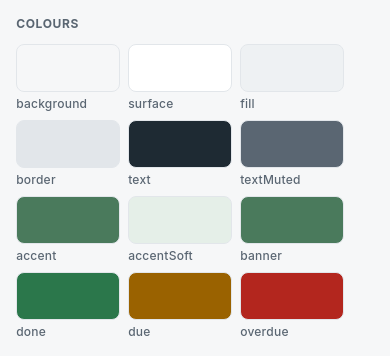 COLOURS
background surface fill
border text textMuted
accent accentSoft banner
done due overdue